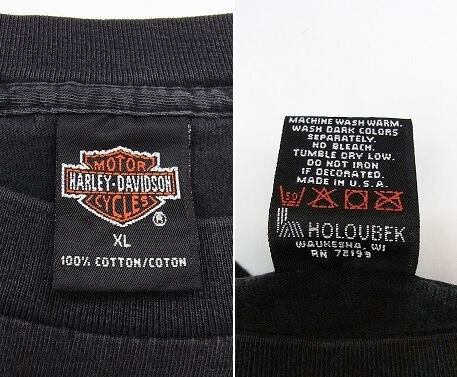 MOTOR
HARLEY-DAVIDSON
CYCLES
®
XL
100% COTTON/COTON
MACHINE WASH WARM.
WASH DARK COLORS
SEPARATELY.
NO BLEACH.
TUMBLE DRY LOW.
DO NOT IRON
IF DECORATED.
MADE IN U.S.A.
HOLOUBEK
WAUKESHA, WI
RN 72199